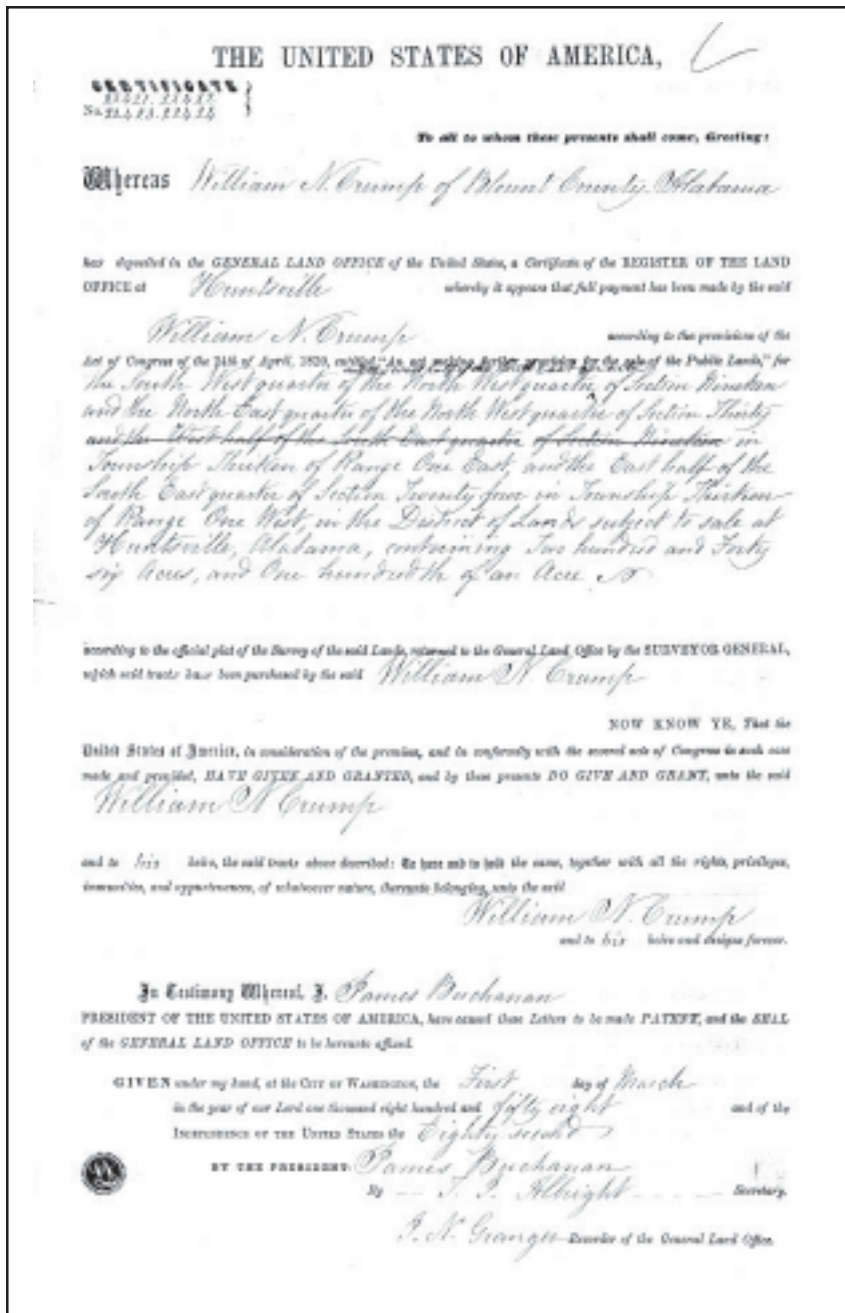 THE UNITED STATES OF AMERICA,
CERTIFICATE
No.
To all to whom these presents shall come, Greeting:
Whereas William N. Crump of Blount County Alabama
has deposited in the GENERAL LAND OFFICE of the United States, a Certificate of the REGISTER OF THE LAND
OFFICE at Huntsville whereby it appears that full payment has been made by the said
William N. Crump according to the provisions of the
Act of Congress of the 24th of April, 1820, entitled "An act making further provision for the sale of the Public Lands," for
the South West quarter of the North West quarter of Section Nineteen
and the North East quarter of the North West quarter of Section Thirty
and the West half of the South East quarter of Section Nineteen in
Township Thirteen of Range One East, and the East half of the
South East quarter of Section Twenty four in Township Thirteen
of Range One West, in the District of Lands subject to sale at
Huntsville, Alabama, containing Two hundred and Forty
six Acres, and One hundredth of an Acre
according to the official plat of the Survey of the said Lands, returned to the General Land Office by the SURVEYOR GENERAL,
which said tracts have been purchased by the said William N. Crump
NOW KNOW YE, That the
United States of America, in consideration of the premises, and in conformity with the several acts of Congress in such case
made and provided, HAVE GIVEN AND GRANTED, and by these presents DO GIVE AND GRANT, unto the said
William N Crump
and to his heirs, the said tracts above described: To have and to hold the same, together with all the rights, privileges,
immunities, and appurtenances, of whatsoever nature, thereunto belonging, unto the said
William N. Crump
and to his heirs and assigns forever.
In Testimony Whereof, I, James Buchanan
PRESIDENT OF THE UNITED STATES OF AMERICA, have caused these Letters to be made PATENT, and the SEAL
of the GENERAL LAND OFFICE to be hereunto affixed.
GIVEN under my hand, at the CITY OF WASHINGTON, the First day of March
in the year of our Lord one thousand eight hundred and fifty eight and of the
INDEPENDENCE OF THE UNITED STATES the Eighty second
BY THE PRESIDENT: James Buchanan
By Albright Secretary.
J. N. Granger Recorder of the General Land Office.